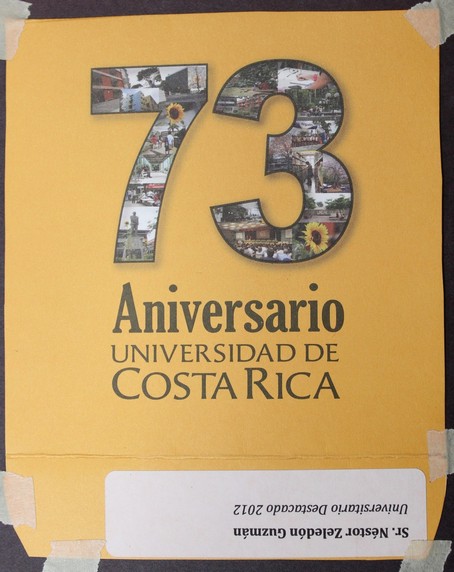 73
Aniversario
UNIVERSIDAD DE
COSTA RICA
Sr. Néstor Zeledón Guzmán
Universitario Destacado 2012